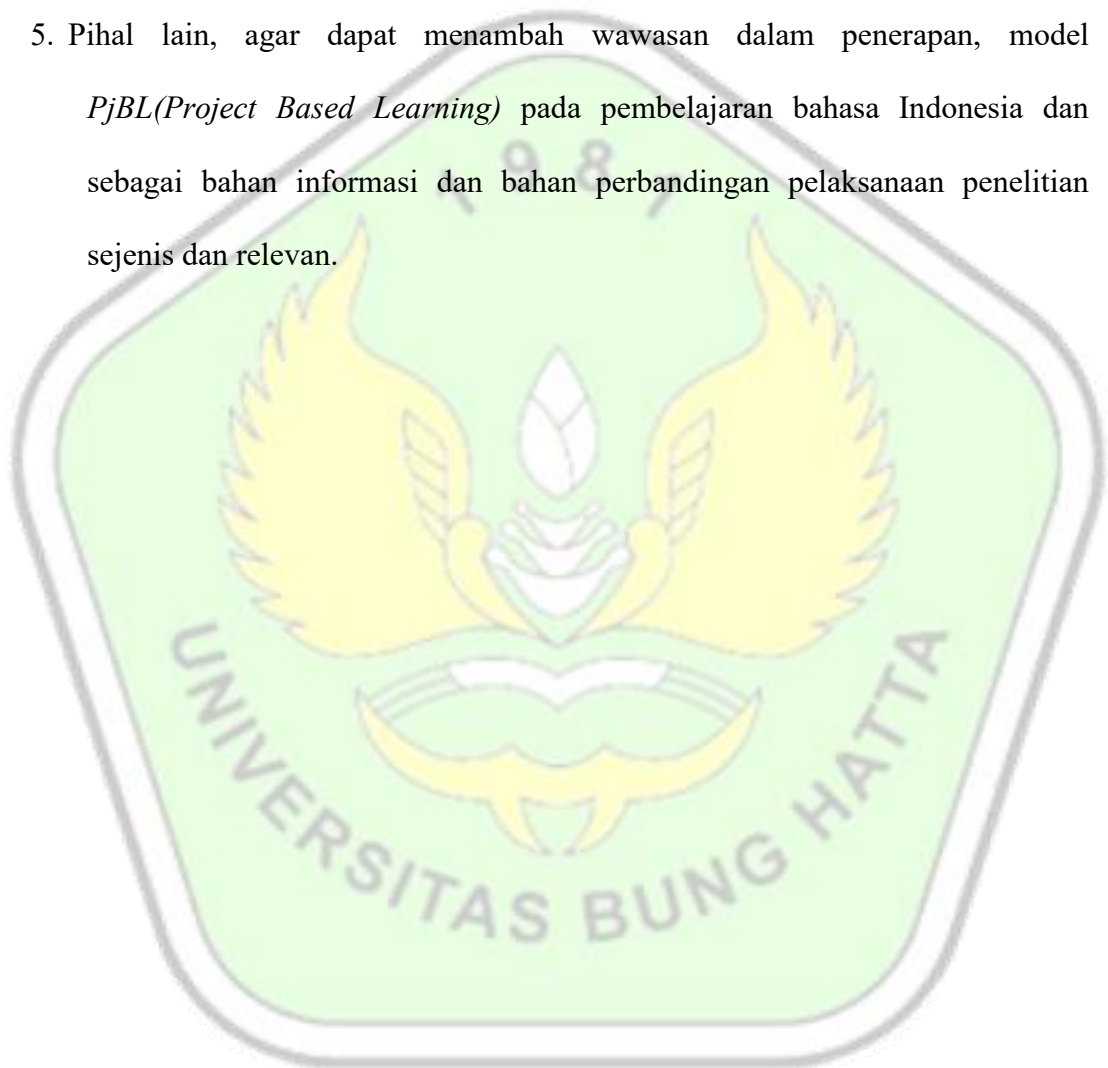 5. Pihal lain, agar dapat menambah wawasan dalam penerapan, model
PjBL(Project Based Learning) pada pembelajaran bahasa Indonesia dan
sebagai bahan informasi dan bahan perbandingan pelaksanaan penelitian
sejenis dan relevan.
1981
UNIVERSITAS BUNG HATTA